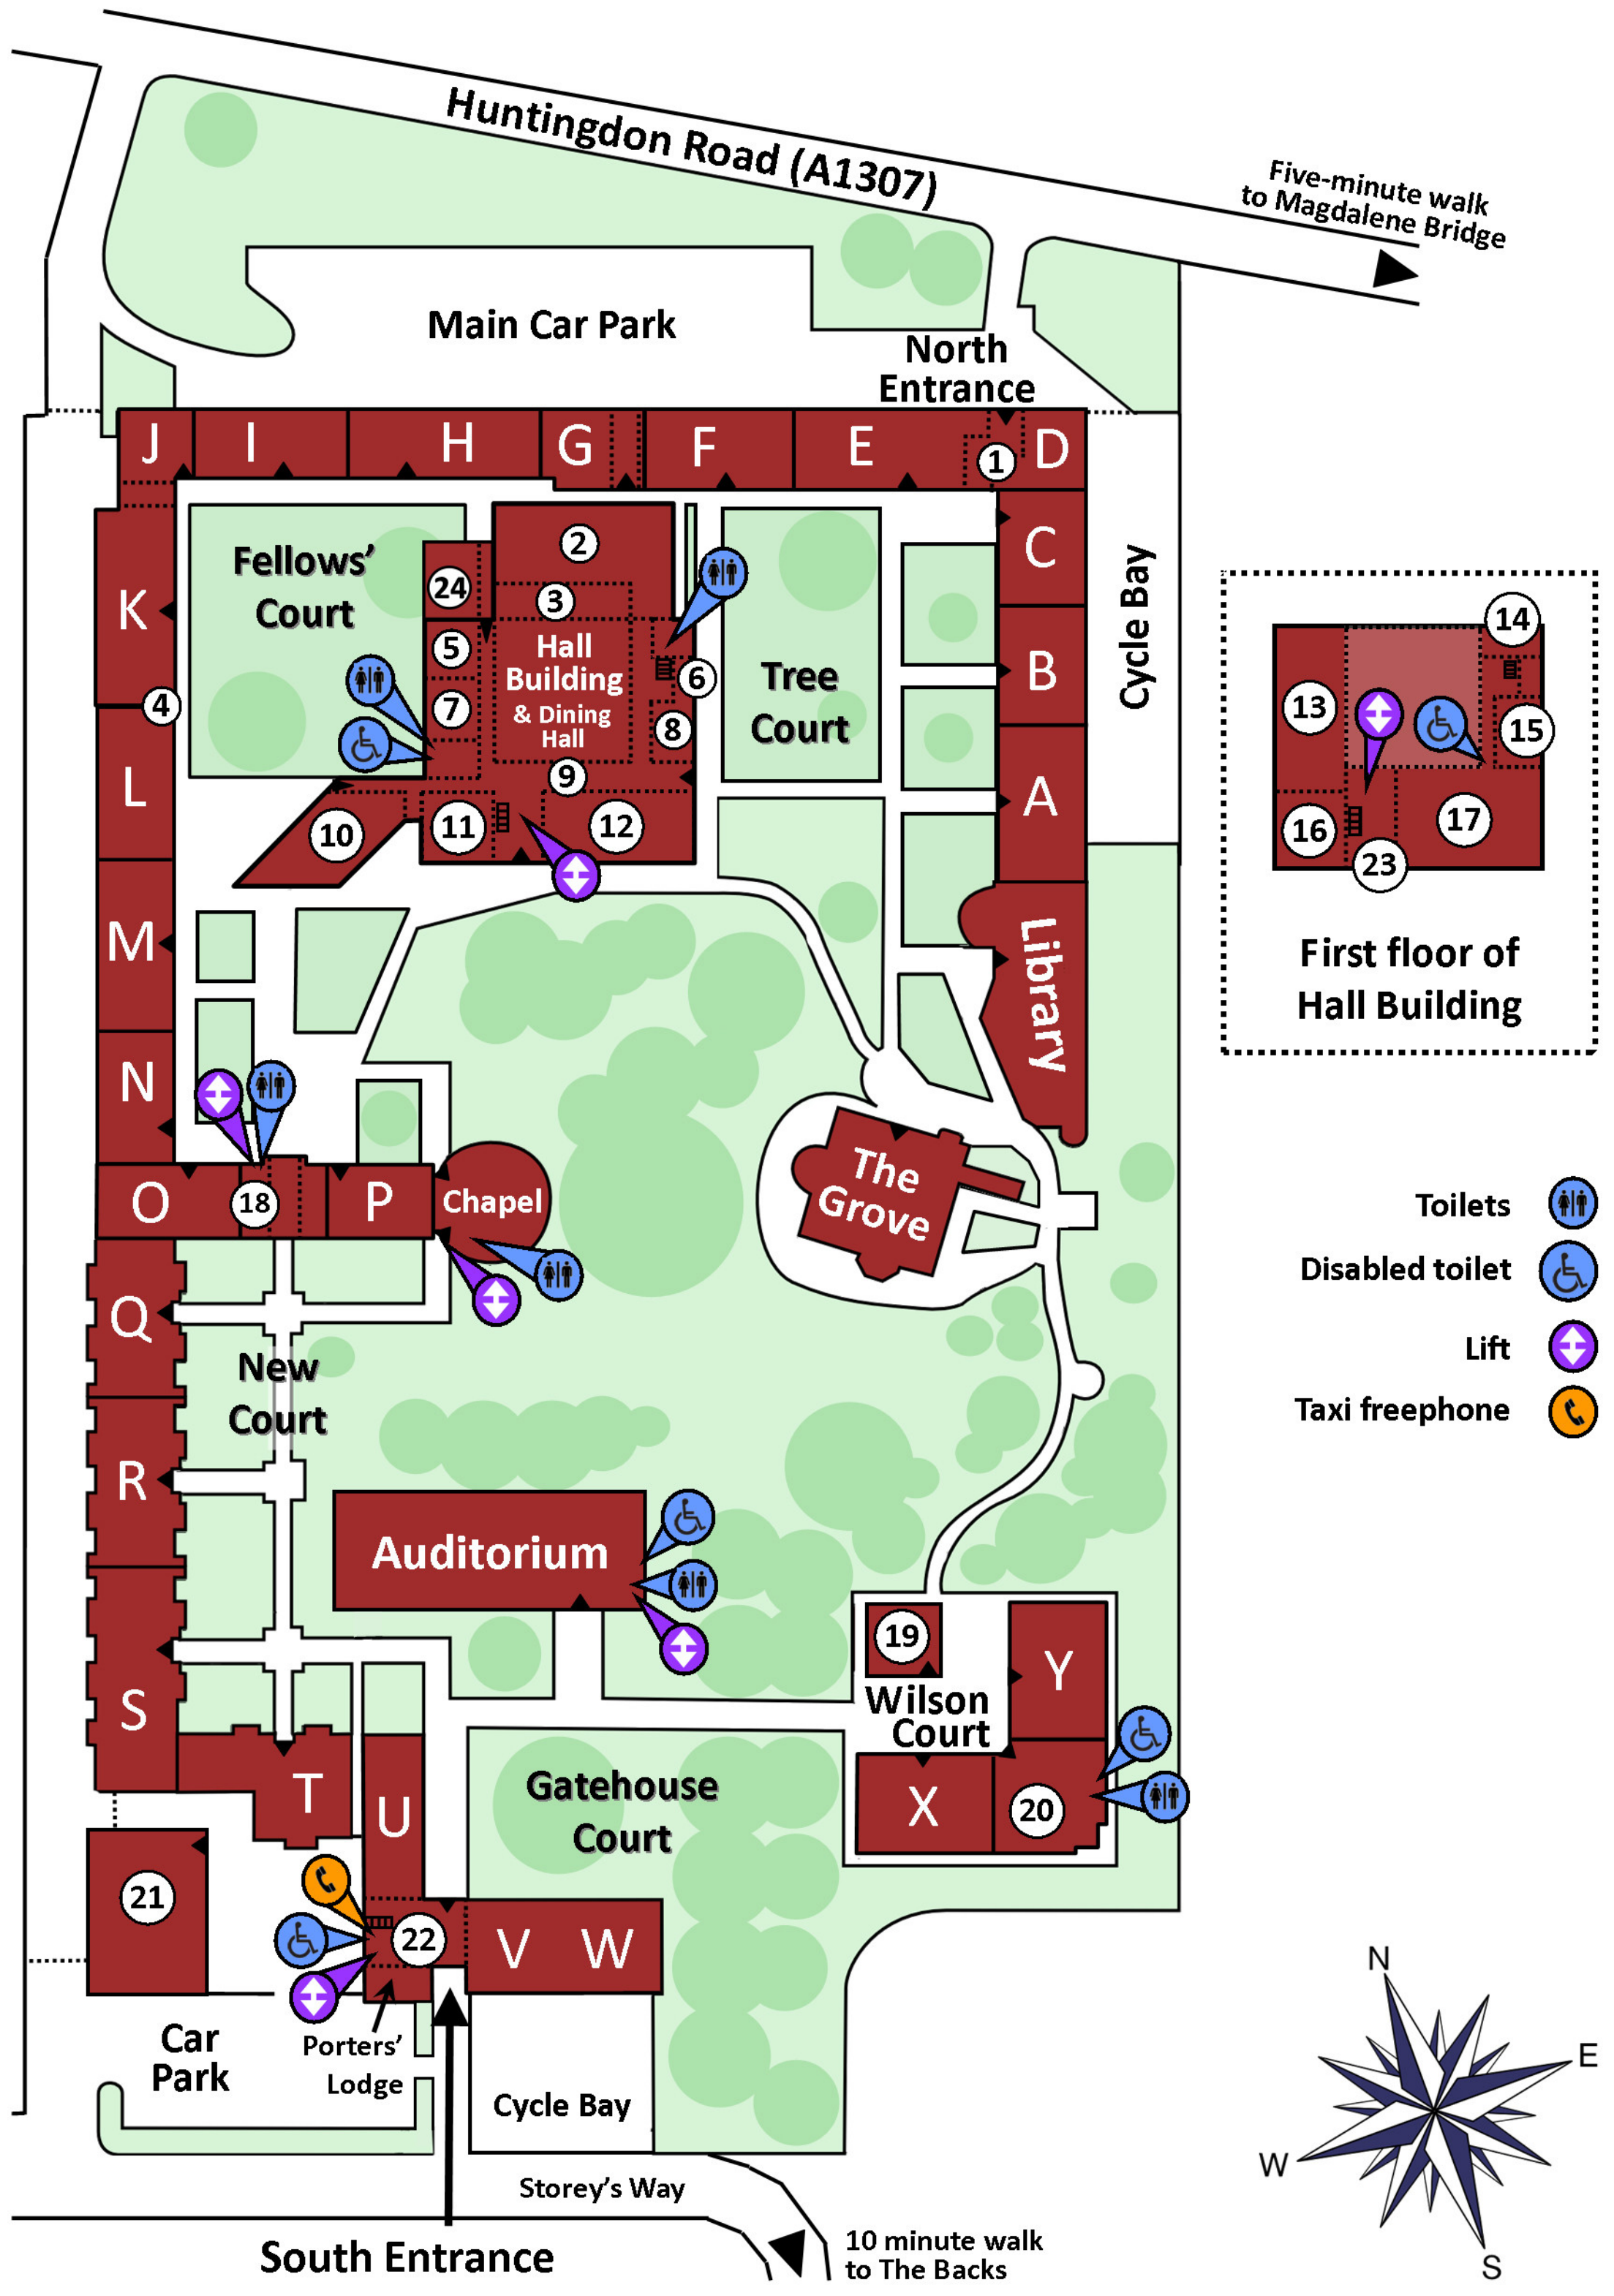 Huntingdon Road (A1307)
Five-minute walk
to Magdalene Bridge
Main Car Park
North
Entrance
J
I
H
G
F
E
1
D
C
B
A
Cycle Bay
Fellows’
Court
2
24
3
5
Hall
Building
& Dining
Hall
6
7
8
9
4
K
L
10
11
12
Tree
Court
14
13
15
16
17
23
First floor of
Hall Building
M
N
Library
The
Grove
O
18
P
Chapel
Toilets
Disabled toilet
Lift
Taxi freephone
Q
New
Court
R
Auditorium
S
19
Wilson
Court
Y
X
20
T
U
Gatehouse
Court
21
22
V
W
Car
Park
Porters’
Lodge
Cycle Bay
Storey’s Way
South Entrance
10 minute walk
to The Backs
N
E
W
S